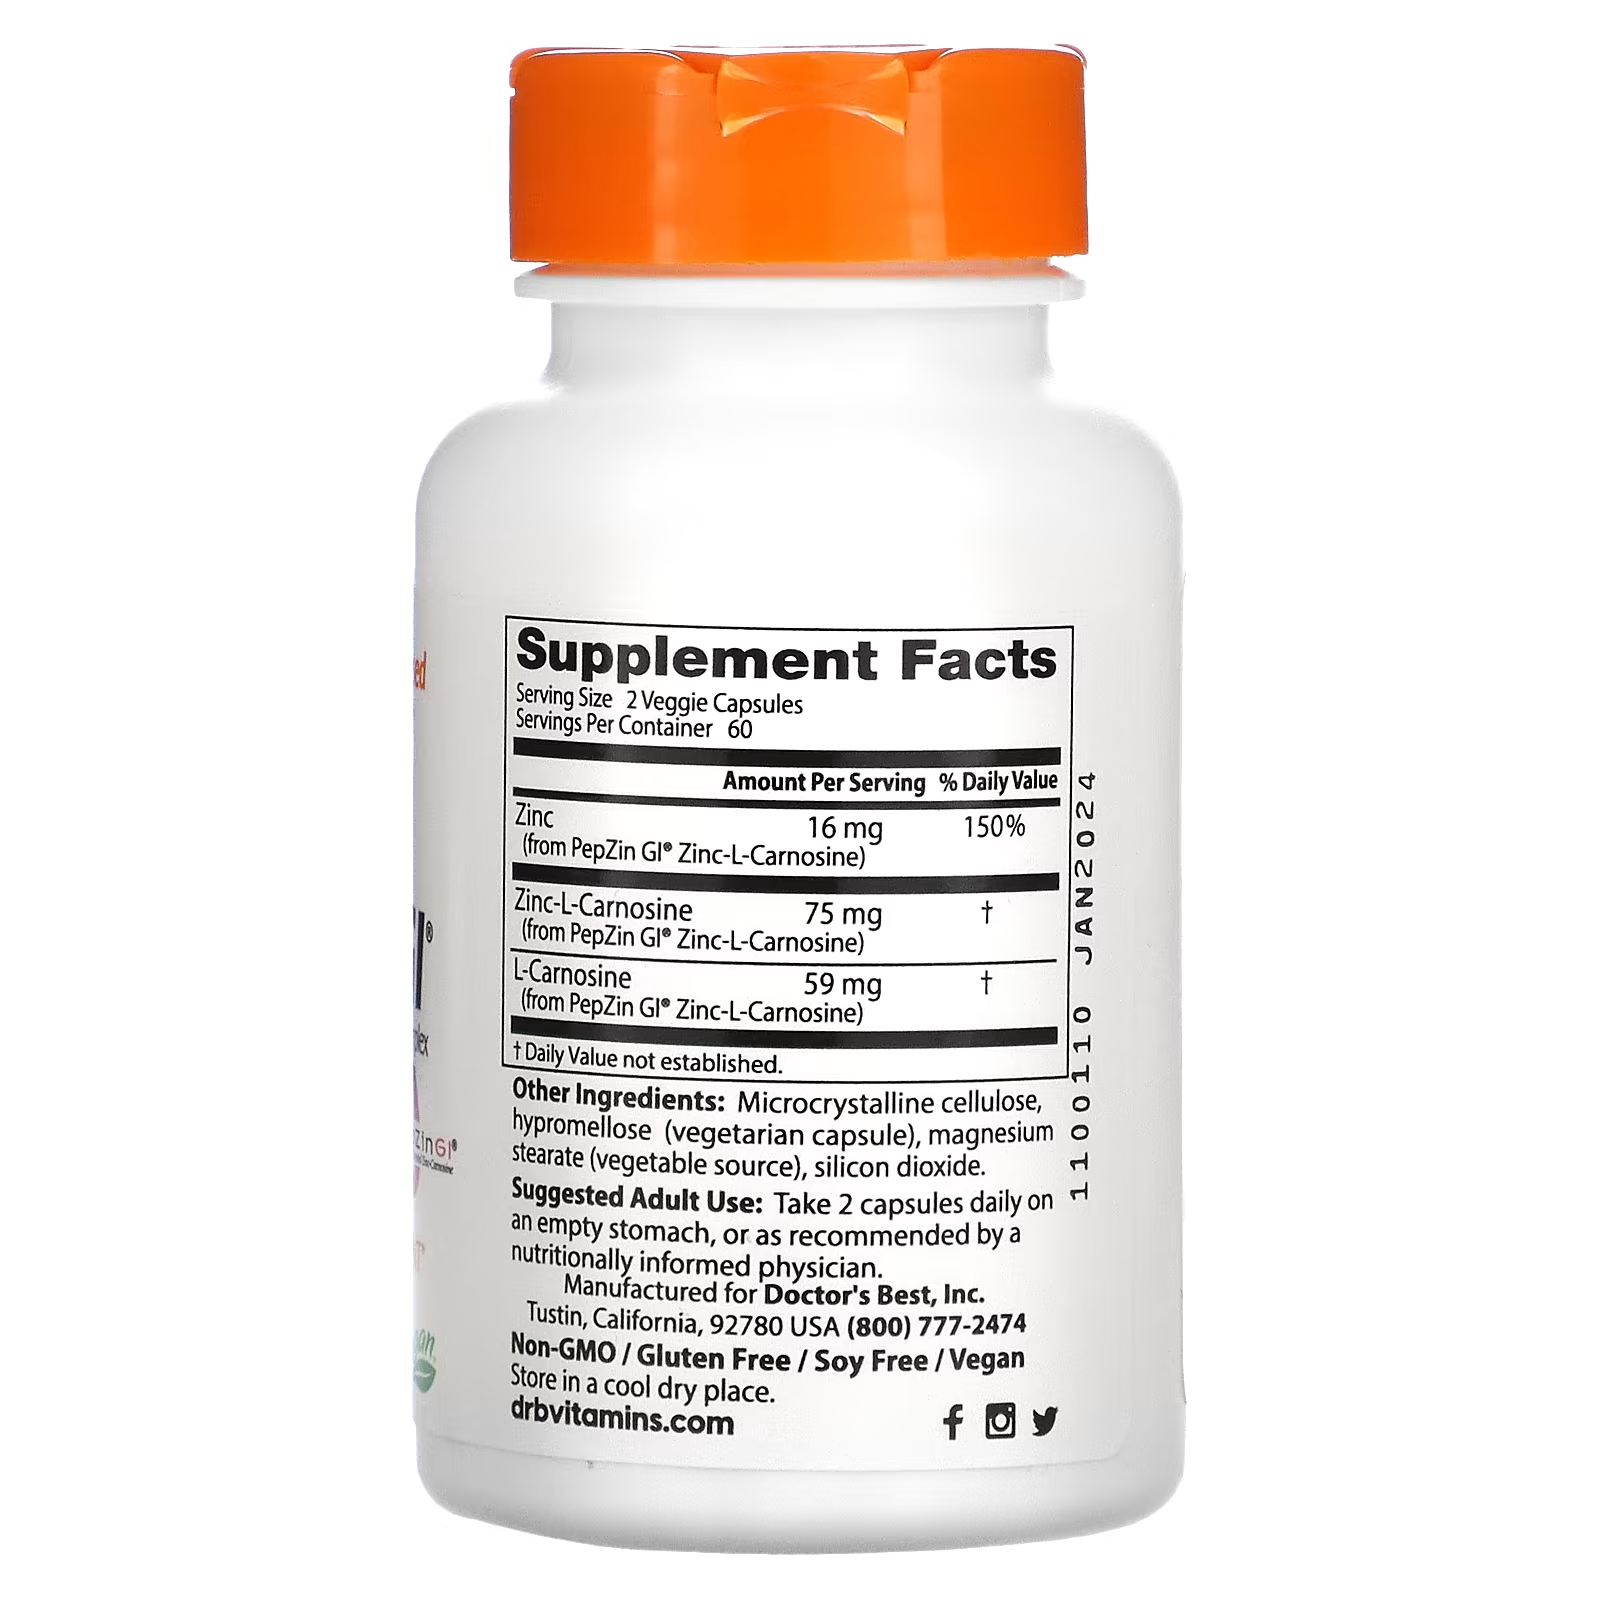 Supplement Facts
Serving Size 2 Veggie Capsules
Servings Per Container 60
Amount Per Serving % Daily Value
Zinc 16 mg 150%
(from PepZin GI® Zinc-L-Carnosine)
Zinc-L-Carnosine 75 mg †
(from PepZin GI® Zinc-L-Carnosine)
L-Carnosine 59 mg †
(from PepZin GI® Zinc-L-Carnosine)
† Daily Value not established.
Other Ingredients: Microcrystalline cellulose,
hypromellose (vegetarian capsule), magnesium
stearate (vegetable source), silicon dioxide.
Suggested Adult Use: Take 2 capsules daily on
an empty stomach, or as recommended by a
nutritionally informed physician.
Manufactured for Doctor's Best, Inc.
Tustin, California, 92780 USA (800) 777-2474
Non-GMO / Gluten Free / Soy Free / Vegan
Store in a cool dry place.
drbvitamins.com
1100110 JAN2024